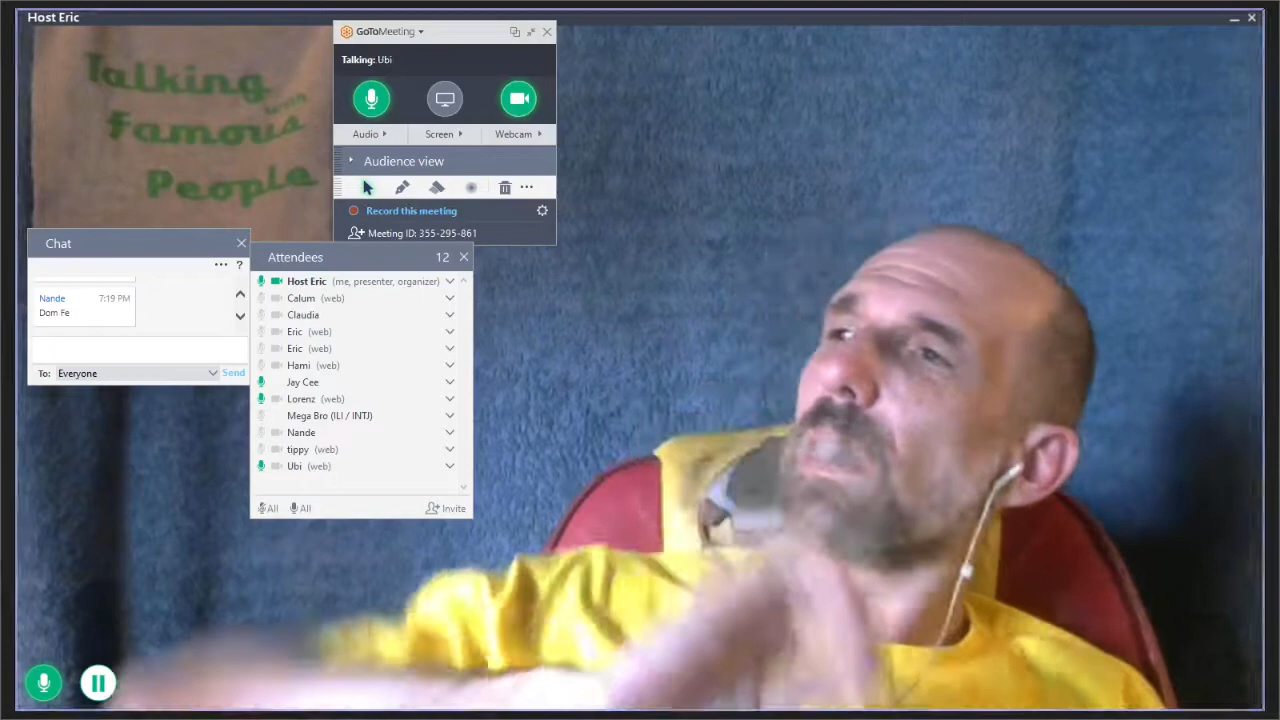 Host Eric
Talking
with
Famous
People
GoToMeeting
Talking: Ubi
Audio
Screen
Webcam
Audience view
Record this meeting
Meeting ID: 355-295-861
Chat
?
Nande 7:19 PM
Dom Fe
To: Everyone Send
Attendees 12
Host Eric (me, presenter, organizer)
Calum (web)
Claudia
Eric (web)
Eric (web)
Hami (web)
Jay Cee
Lorenz (web)
Mega Bro (ILI / INTJ)
Nande
tippy (web)
Ubi (web)
All All Invite